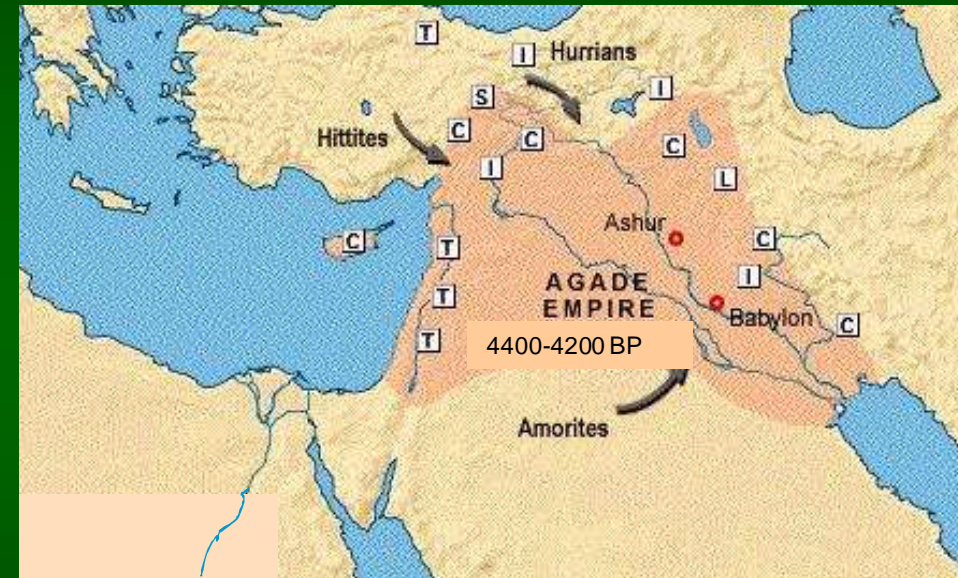 T
I Hurrians
S
I
Hittites
C
C
C
I
L
Ashur
C
C
T
I
T
AGADE
EMPIRE
Babylon
C
T
4400-4200 BP
Amorites